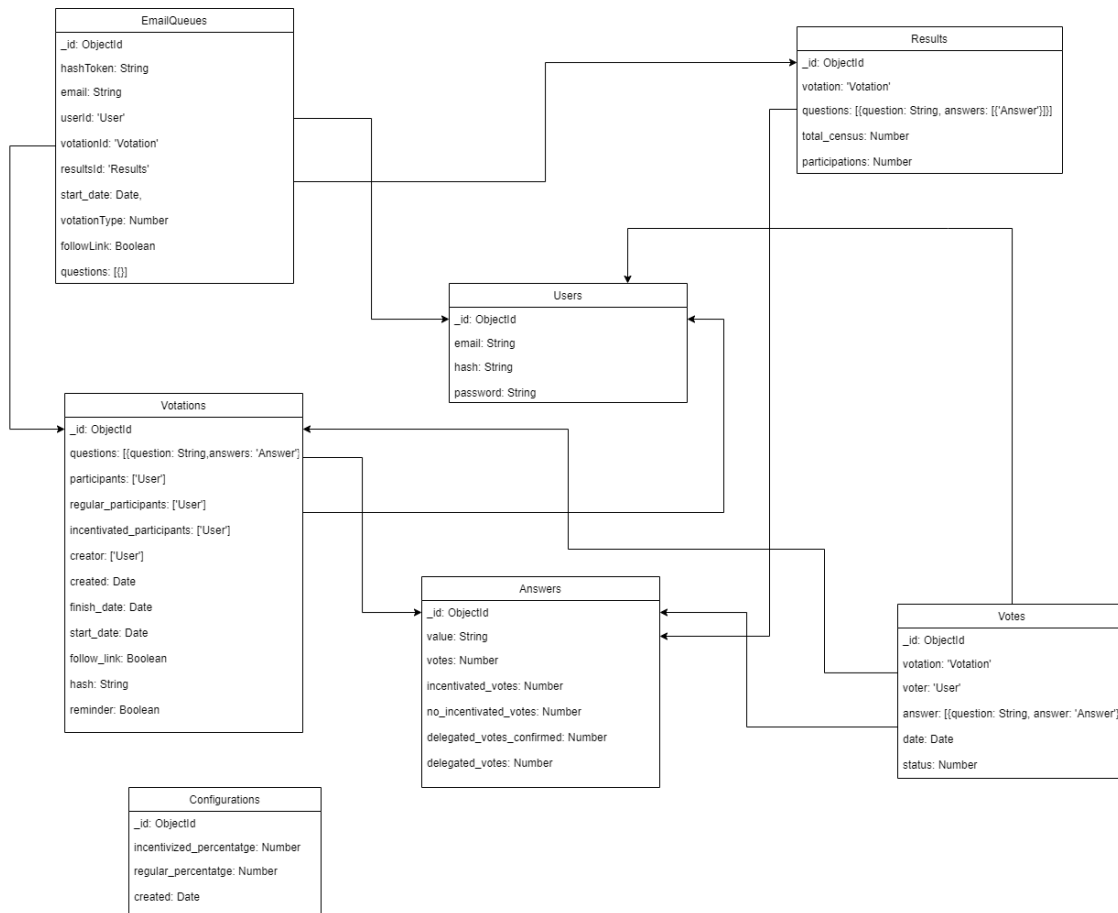 EmailQueues
_id: ObjectId
hashToken: String
email: String
userId: 'User'
votationId: 'Votation'
resultsId: 'Results'
start_date: Date,
votationType: Number
followLink: Boolean
questions: [{}]
Results
_id: ObjectId
votation: 'Votation'
questions: [{question: String, answers: [{'Answer'}]}]
total_census: Number
participations: Number
Users
_id: ObjectId
email: String
hash: String
password: String
Votations
_id: ObjectId
questions: [{question: String,answers: 'Answer'}
participants: ['User']
regular_participants: ['User']
incentivated_participants: ['User']
creator: ['User']
created: Date
finish_date: Date
start_date: Date
follow_link: Boolean
hash: String
reminder: Boolean
Answers
_id: ObjectId
value: String
votes: Number
incentivated_votes: Number
no_incentivated_votes: Number
delegated_votes_confirmed: Number
delegated_votes: Number
Votes
_id: ObjectId
votation: 'Votation'
voter: 'User'
answer: [{question: String, answer: 'Answer'}
date: Date
status: Number
Configurations
_id: ObjectId
incentivized_percentatge: Number
regular_percentatge: Number
created: Date